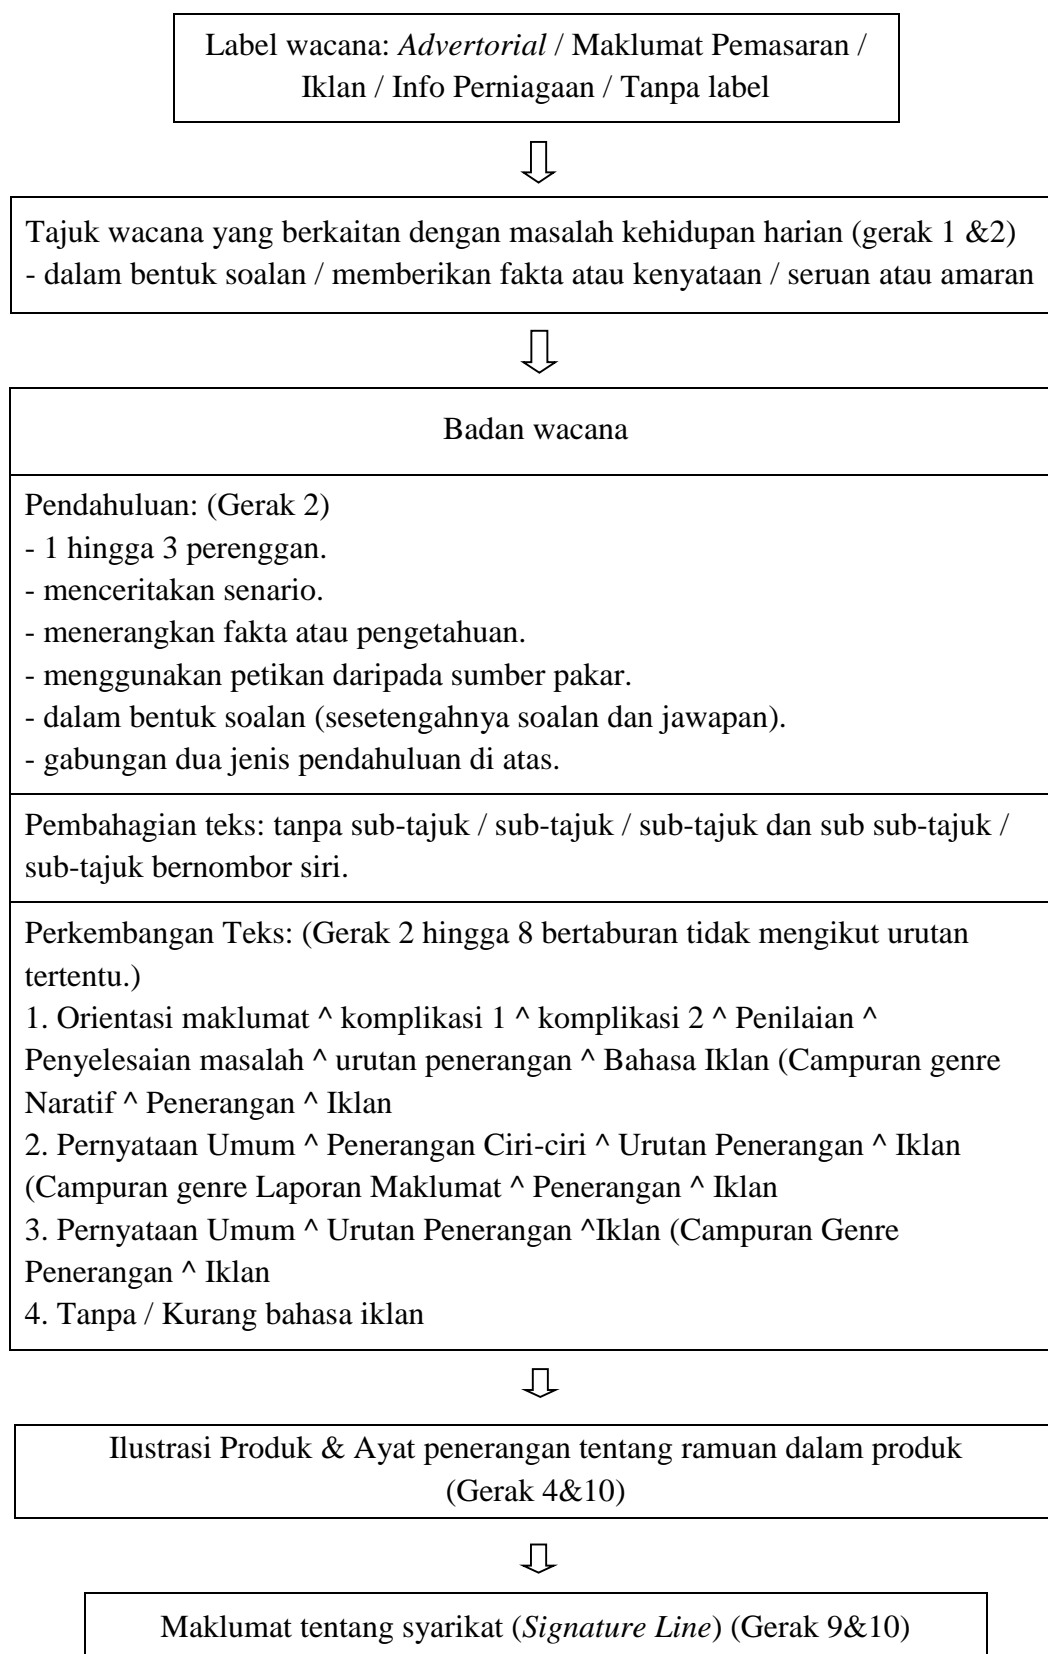 Label wacana: Advertorial / Maklumat Pemasaran /
Iklan / Info Perniagaan / Tanpa label
Tajuk wacana yang berkaitan dengan masalah kehidupan harian (gerak 1 &2)
- dalam bentuk soalan / memberikan fakta atau kenyataan / seruan atau amaran
Badan wacana
Pendahuluan: (Gerak 2)
- 1 hingga 3 perenggan.
- menceritakan senario.
- menerangkan fakta atau pengetahuan.
- menggunakan petikan daripada sumber pakar.
- dalam bentuk soalan (sesetengahnya soalan dan jawapan).
- gabungan dua jenis pendahuluan di atas.
Pembahagian teks: tanpa sub-tajuk / sub-tajuk / sub-tajuk dan sub sub-tajuk /
sub-tajuk bernombor siri.
Perkembangan Teks: (Gerak 2 hingga 8 bertaburan tidak mengikut urutan
tertentu.)
1. Orientasi maklumat ^ komplikasi 1 ^ komplikasi 2 ^ Penilaian ^
Penyelesaian masalah ^ urutan penerangan ^ Bahasa Iklan (Campuran genre
Naratif ^ Penerangan ^ Iklan
2. Pernyataan Umum ^ Penerangan Ciri-ciri ^ Urutan Penerangan ^ Iklan
(Campuran genre Laporan Maklumat ^ Penerangan ^ Iklan
3. Pernyataan Umum ^ Urutan Penerangan ^Iklan (Campuran Genre
Penerangan ^ Iklan
4. Tanpa / Kurang bahasa iklan
Ilustrasi Produk & Ayat penerangan tentang ramuan dalam produk
(Gerak 4&10)
Maklumat tentang syarikat (Signature Line) (Gerak 9&10)